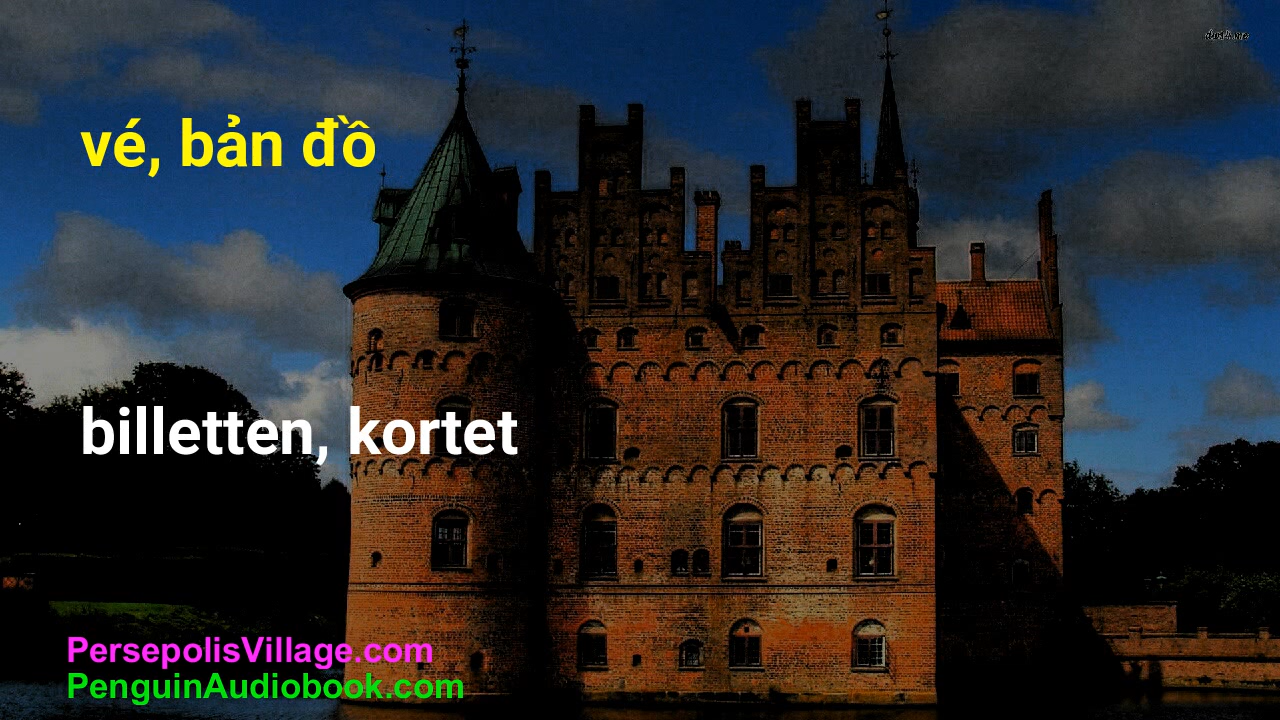 vé, bản đồ
billetten, kortet
PersepolisVillage.com
PenguinAudiobook.com